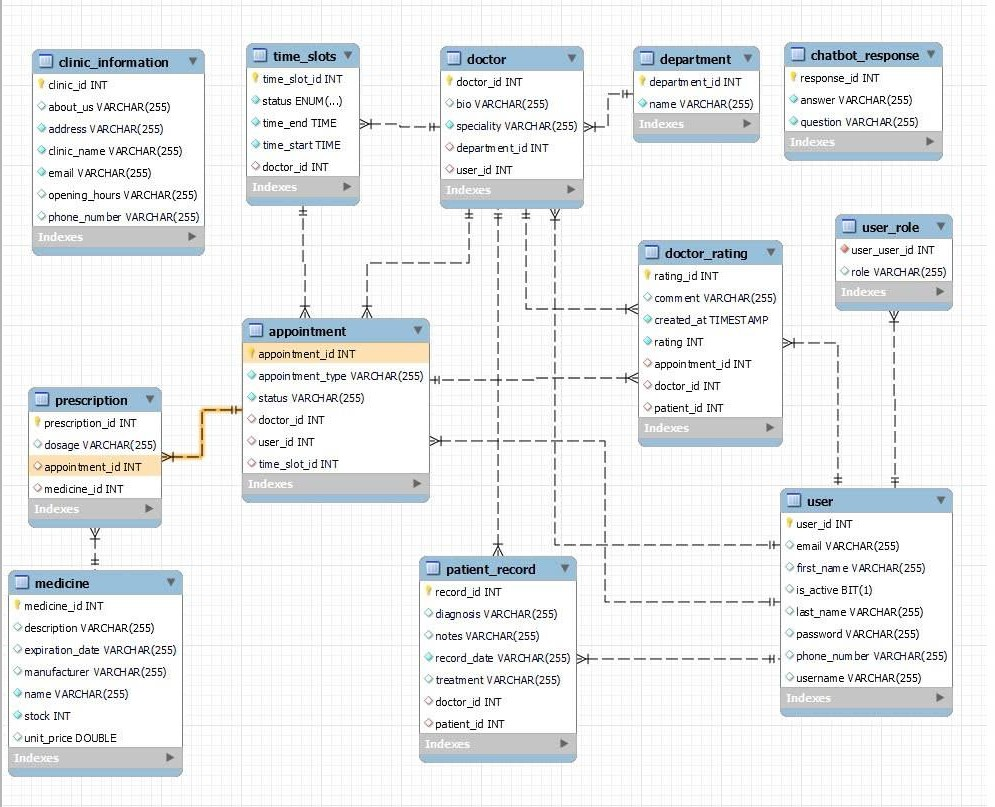 clinic_information
clinic_id INT
about_us VARCHAR(255)
address VARCHAR(255)
clinic_name VARCHAR(255)
email VARCHAR(255)
opening_hours VARCHAR(255)
phone_number VARCHAR(255)
Indexes
time_slots
time_slot_id INT
status ENUM(...)
time_end TIME
time_start TIME
doctor_id INT
Indexes
doctor
doctor_id INT
bio VARCHAR(255)
speciality VARCHAR(255)
department_id INT
user_id INT
Indexes
department
department_id INT
name VARCHAR(255)
Indexes
chatbot_response
response_id INT
answer VARCHAR(255)
question VARCHAR(255)
Indexes
user_role
user_user_id INT
role VARCHAR(255)
Indexes
doctor_rating
rating_id INT
comment VARCHAR(255)
created_at TIMESTAMP
rating INT
appointment_id INT
doctor_id INT
patient_id INT
Indexes
appointment
appointment_id INT
appointment_type VARCHAR(255)
status VARCHAR(255)
doctor_id INT
user_id INT
time_slot_id INT
Indexes
prescription
prescription_id INT
dosage VARCHAR(255)
appointment_id INT
medicine_id INT
Indexes
user
user_id INT
email VARCHAR(255)
first_name VARCHAR(255)
is_active BIT(1)
last_name VARCHAR(255)
password VARCHAR(255)
phone_number VARCHAR(255)
username VARCHAR(255)
Indexes
patient_record
record_id INT
diagnosis VARCHAR(255)
notes VARCHAR(255)
record_date VARCHAR(255)
treatment VARCHAR(255)
doctor_id INT
patient_id INT
Indexes
medicine
medicine_id INT
description VARCHAR(255)
expiration_date VARCHAR(255)
manufacturer VARCHAR(255)
name VARCHAR(255)
stock INT
unit_price DOUBLE
Indexes